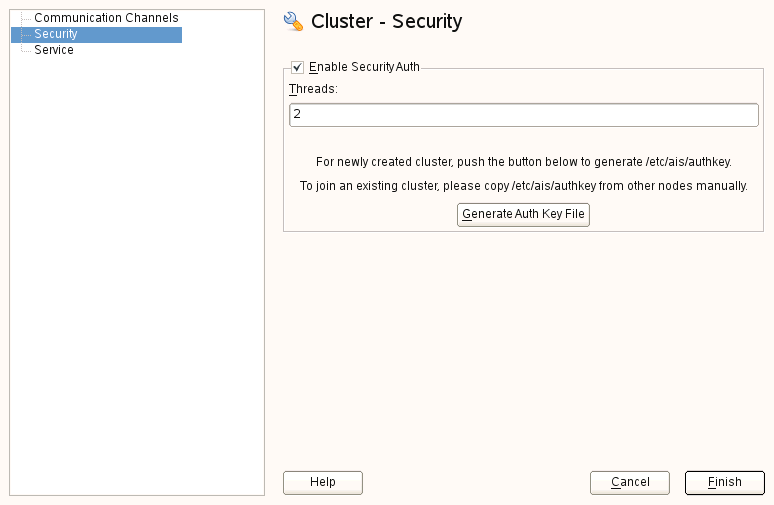 Communication Channels
Security
Service
Cluster - Security
Enable Security Auth
Threads:
2
For newly created cluster, push the button below to generate /etc/ais/authkey.
To join an existing cluster, please copy /etc/ais/authkey from other nodes manually.
Generate Auth Key File
Help
Cancel
Finish